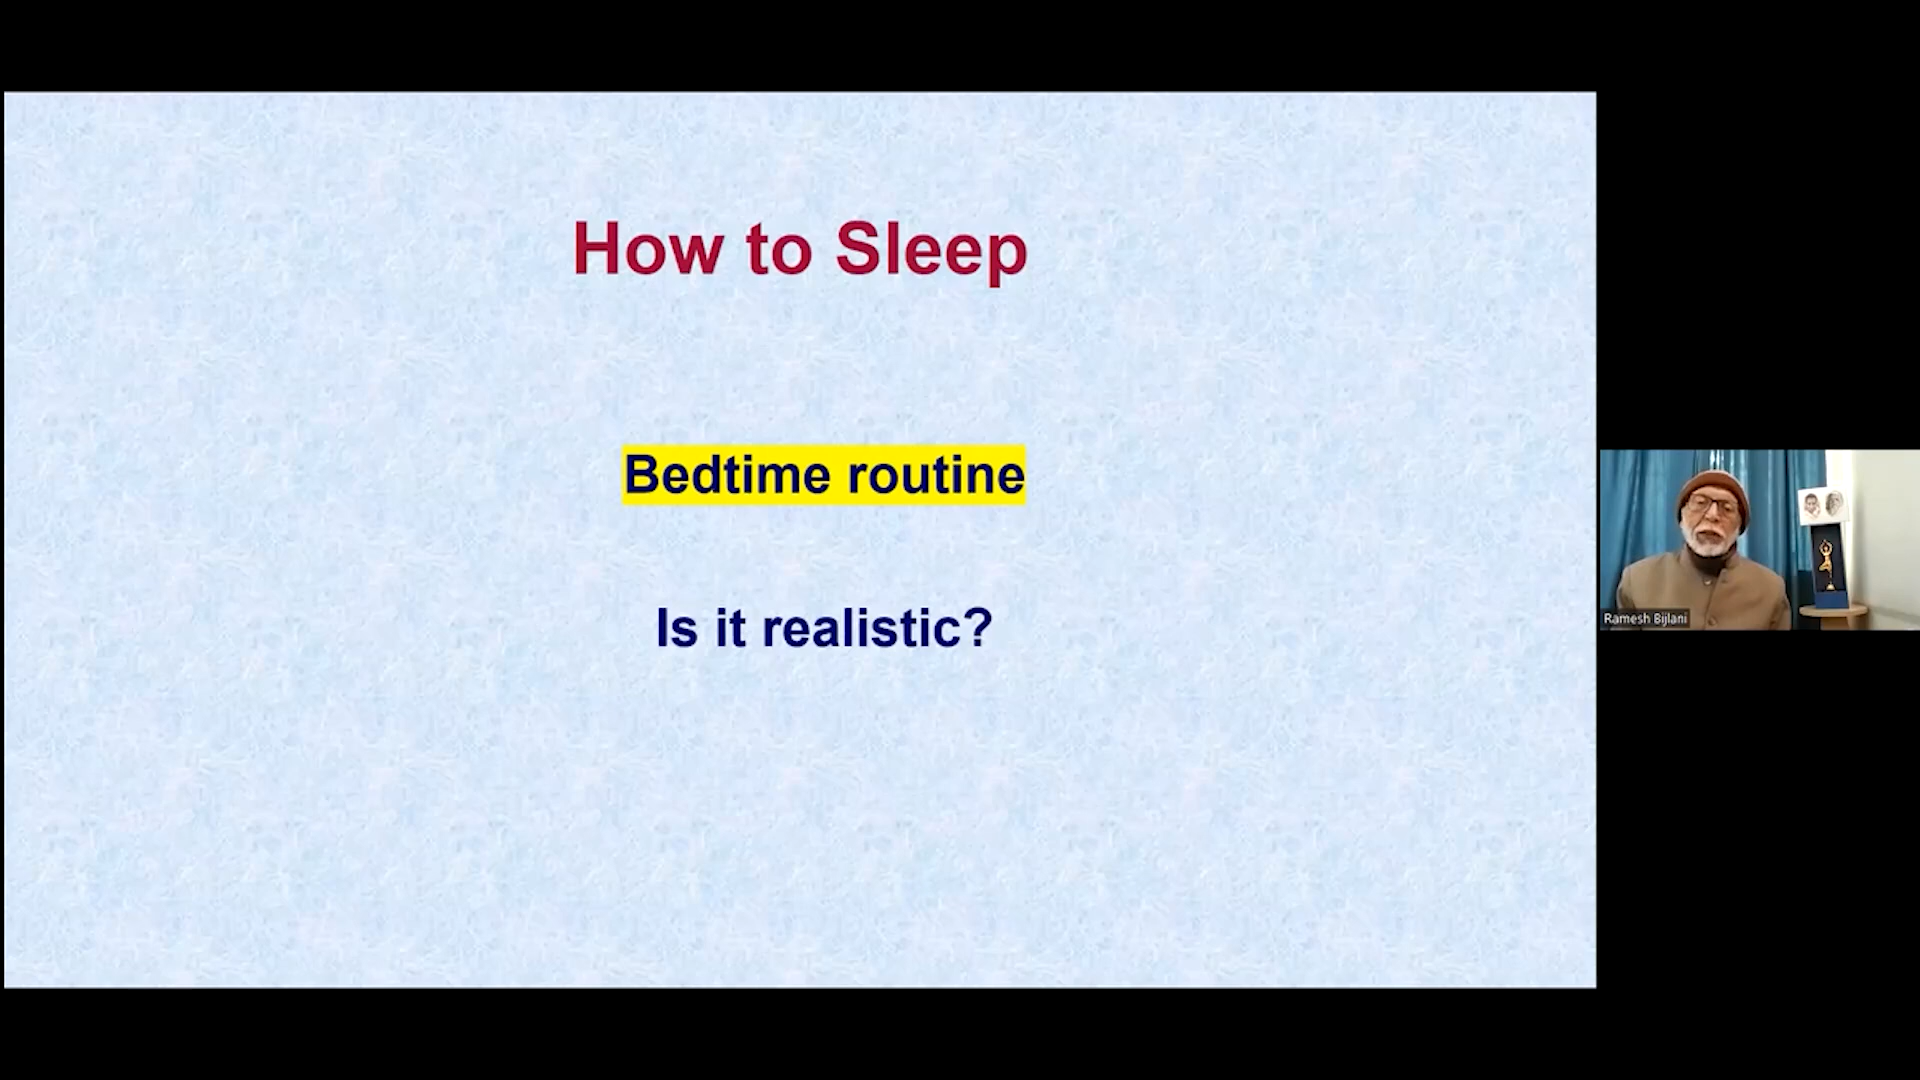 How to Sleep
Bedtime routine
Is it realistic?
Ramesh Bijlani